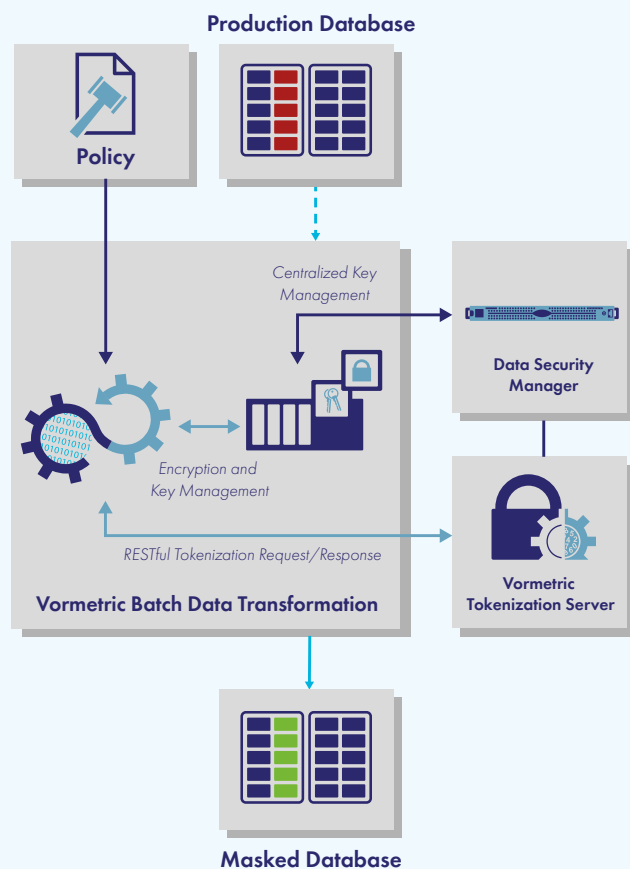 Production Database
Policy
Centralized Key
Management
Data Security
Manager
Encryption and
Key Management
RESTful Tokenization Request/Response
Vormetric
Tokenization Server
Vormetric Batch Data Transformation
Masked Database